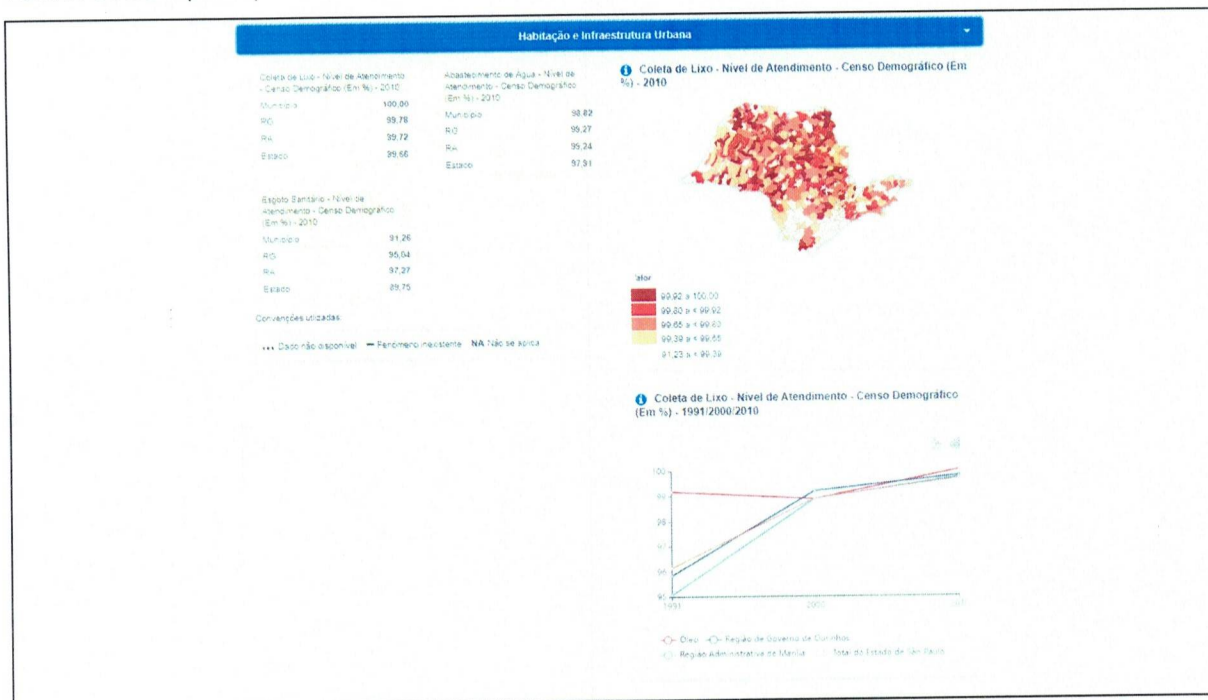 Habitação e Infraestrutura Urbana
Coleta de Lixo - Nível de Atendimento
- Censo Demográfico (Em %) - 2010
Município 100,00
RG 99,78
RA 99,72
Estado 99,66
Abastecimento de Água - Nível de
Atendimento - Censo Demográfico
(Em %) - 2010
Município 98,82
RG 99,27
RA 99,24
Estado 97,91
Esgoto Sanitário - Nível de
Atendimento - Censo Demográfico
(Em %) - 2010
Município 91,26
RG 95,64
RA 97,27
Estado 89,75
Convenções utilizadas:
... Dado não disponível — Fenômeno inexistente NA Não se aplica
Coleta de Lixo - Nível de Atendimento - Censo Demográfico (Em
%) - 2010
Valor
99,92 a 100,00
99,80 a < 99,92
99,65 a < 99,80
99,39 a < 99,65
91,23 a < 99,39
Coleta de Lixo - Nível de Atendimento - Censo Demográfico
(Em %) - 1991/2000/2010
100
99
98
97
96
95
1991 2000
Óleo Região de Governo de Ourinhos
Região Administrativa de Marília Total do Estado de São Paulo